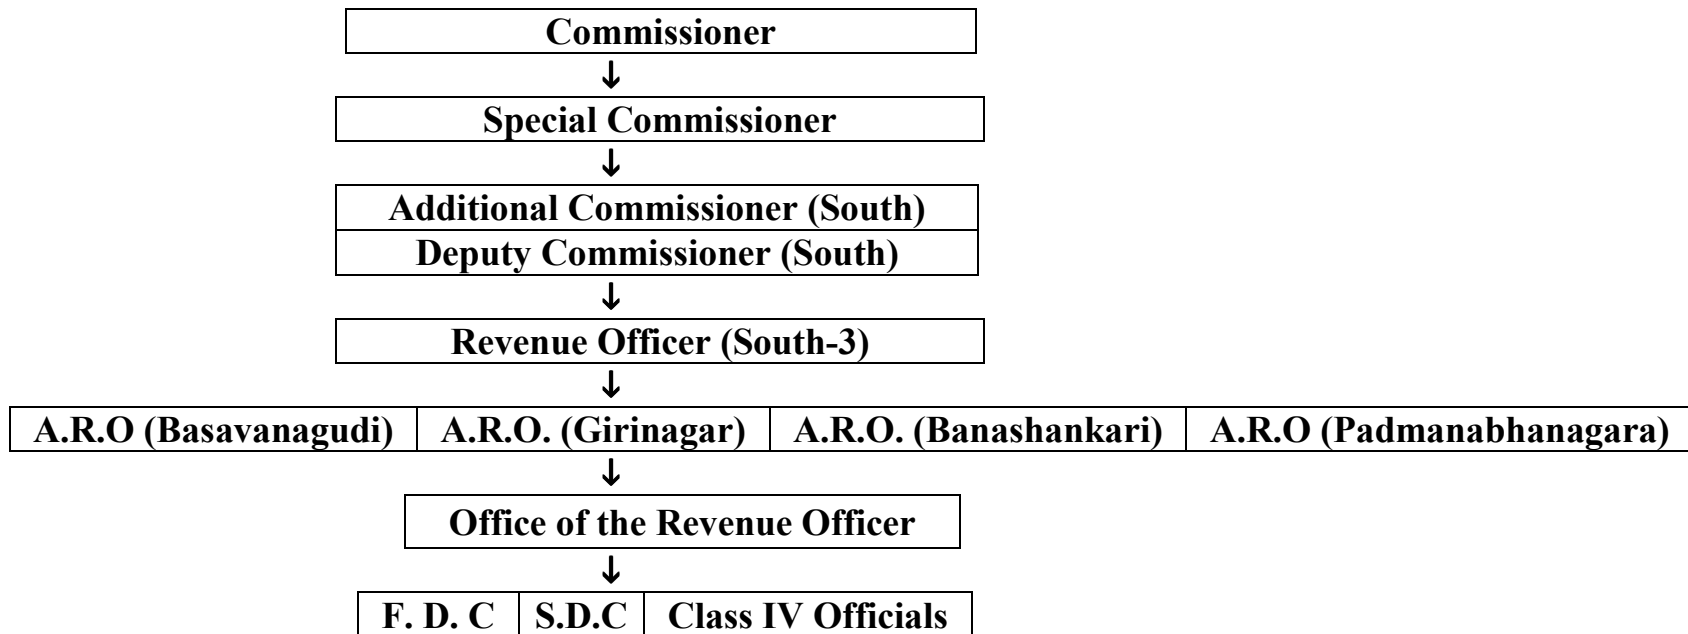 Commissioner
Special Commissioner
Additional Commissioner (South)
Deputy Commissioner (South)
Revenue Officer (South-3)
A.R.O (Basavanagudi) A.R.O. (Girinagar) A.R.O. (Banashankari) A.R.O (Padmanabhanagara)
Office of the Revenue Officer
F. D. C S.D.C Class IV Officials